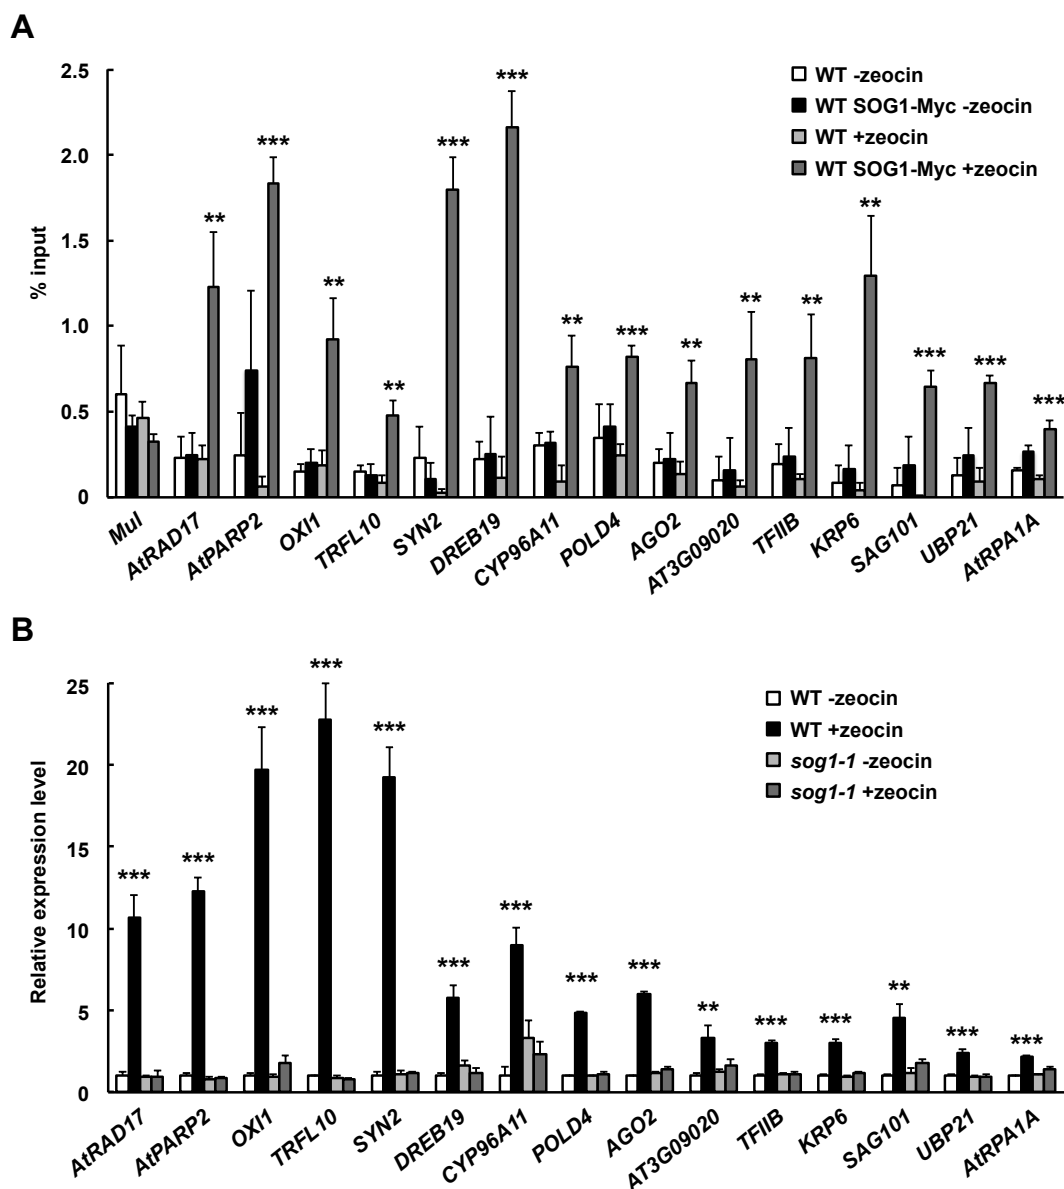 A
2.5
2.0
1.5
1.0
0.5
0
% input
WT -zeocin
WT SOG1-Myc -zeocin
WT +zeocin
WT SOG1-Myc +zeocin
**
***
**
**
***
***
**
***
**
**
**
**
***
***
***
Mul
AtRAD17
AtPARP2
OXI1
TRFL10
SYN2
DREB19
CYP96A11
POLD4
AGO2
AT3G09020
TFIIB
KRP6
SAG101
UBP21
AtRPA1A
B
25
20
15
10
5
0
Relative expression level
WT -zeocin
WT +zeocin
sog1-1 -zeocin
sog1-1 +zeocin
***
***
***
***
***
***
***
***
***
**
***
***
**
***
***
AtRAD17
AtPARP2
OXI1
TRFL10
SYN2
DREB19
CYP96A11
POLD4
AGO2
AT3G09020
TFIIB
KRP6
SAG101
UBP21
AtRPA1A